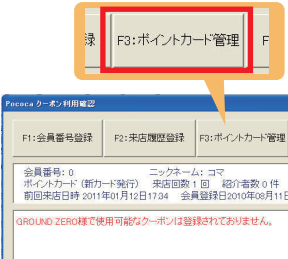 録
F3:ポイントカード管理
F
Pococa クーポン利用確認
F1:会員番号登録
F2:来店履歴登録
F3:ポイントカード管理
会員番号: 0 ニックネーム: コマ
ポイントカード (新カード発行) 来店回数 1 回 紹介者数 0 件
前回来店日時 2011年01月12日17:34 会員登録日2010年08月11日
GROUND ZERO様で使用可能なクーポンは登録されておりません。